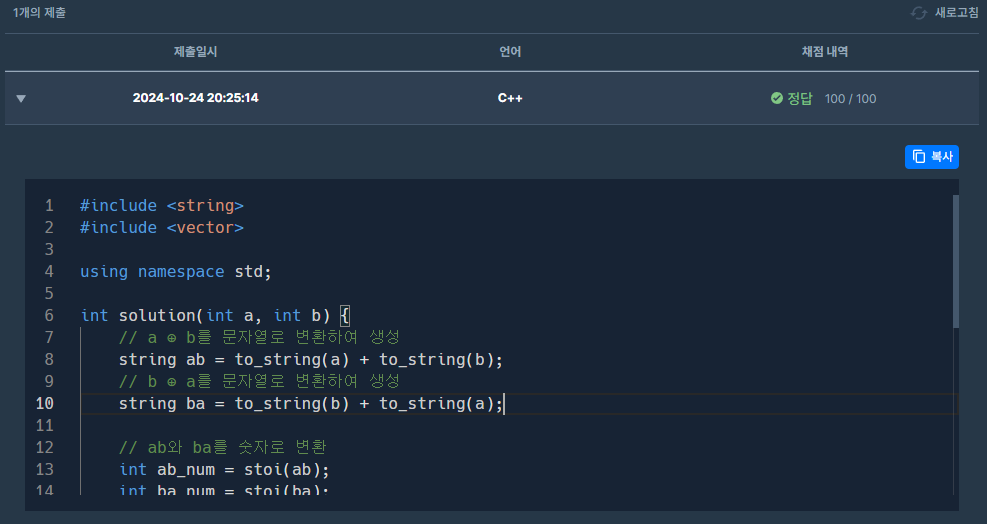 1개의 제출 새로고침
제출일시 언어 채점 내역
2024-10-24 20:25:14 C++ 정답 100 / 100
복사
1 #include <string>
2 #include <vector>
3
4 using namespace std;
5
6 int solution(int a, int b) {
7 // a ⊕ b를 문자열로 변환하여 생성
8 string ab = to_string(a) + to_string(b);
9 // b ⊕ a를 문자열로 변환하여 생성
10 string ba = to_string(b) + to_string(a);
11
12 // ab와 ba를 숫자로 변환
13 int ab_num = stoi(ab);
14 int ba_num = stoi(ba);